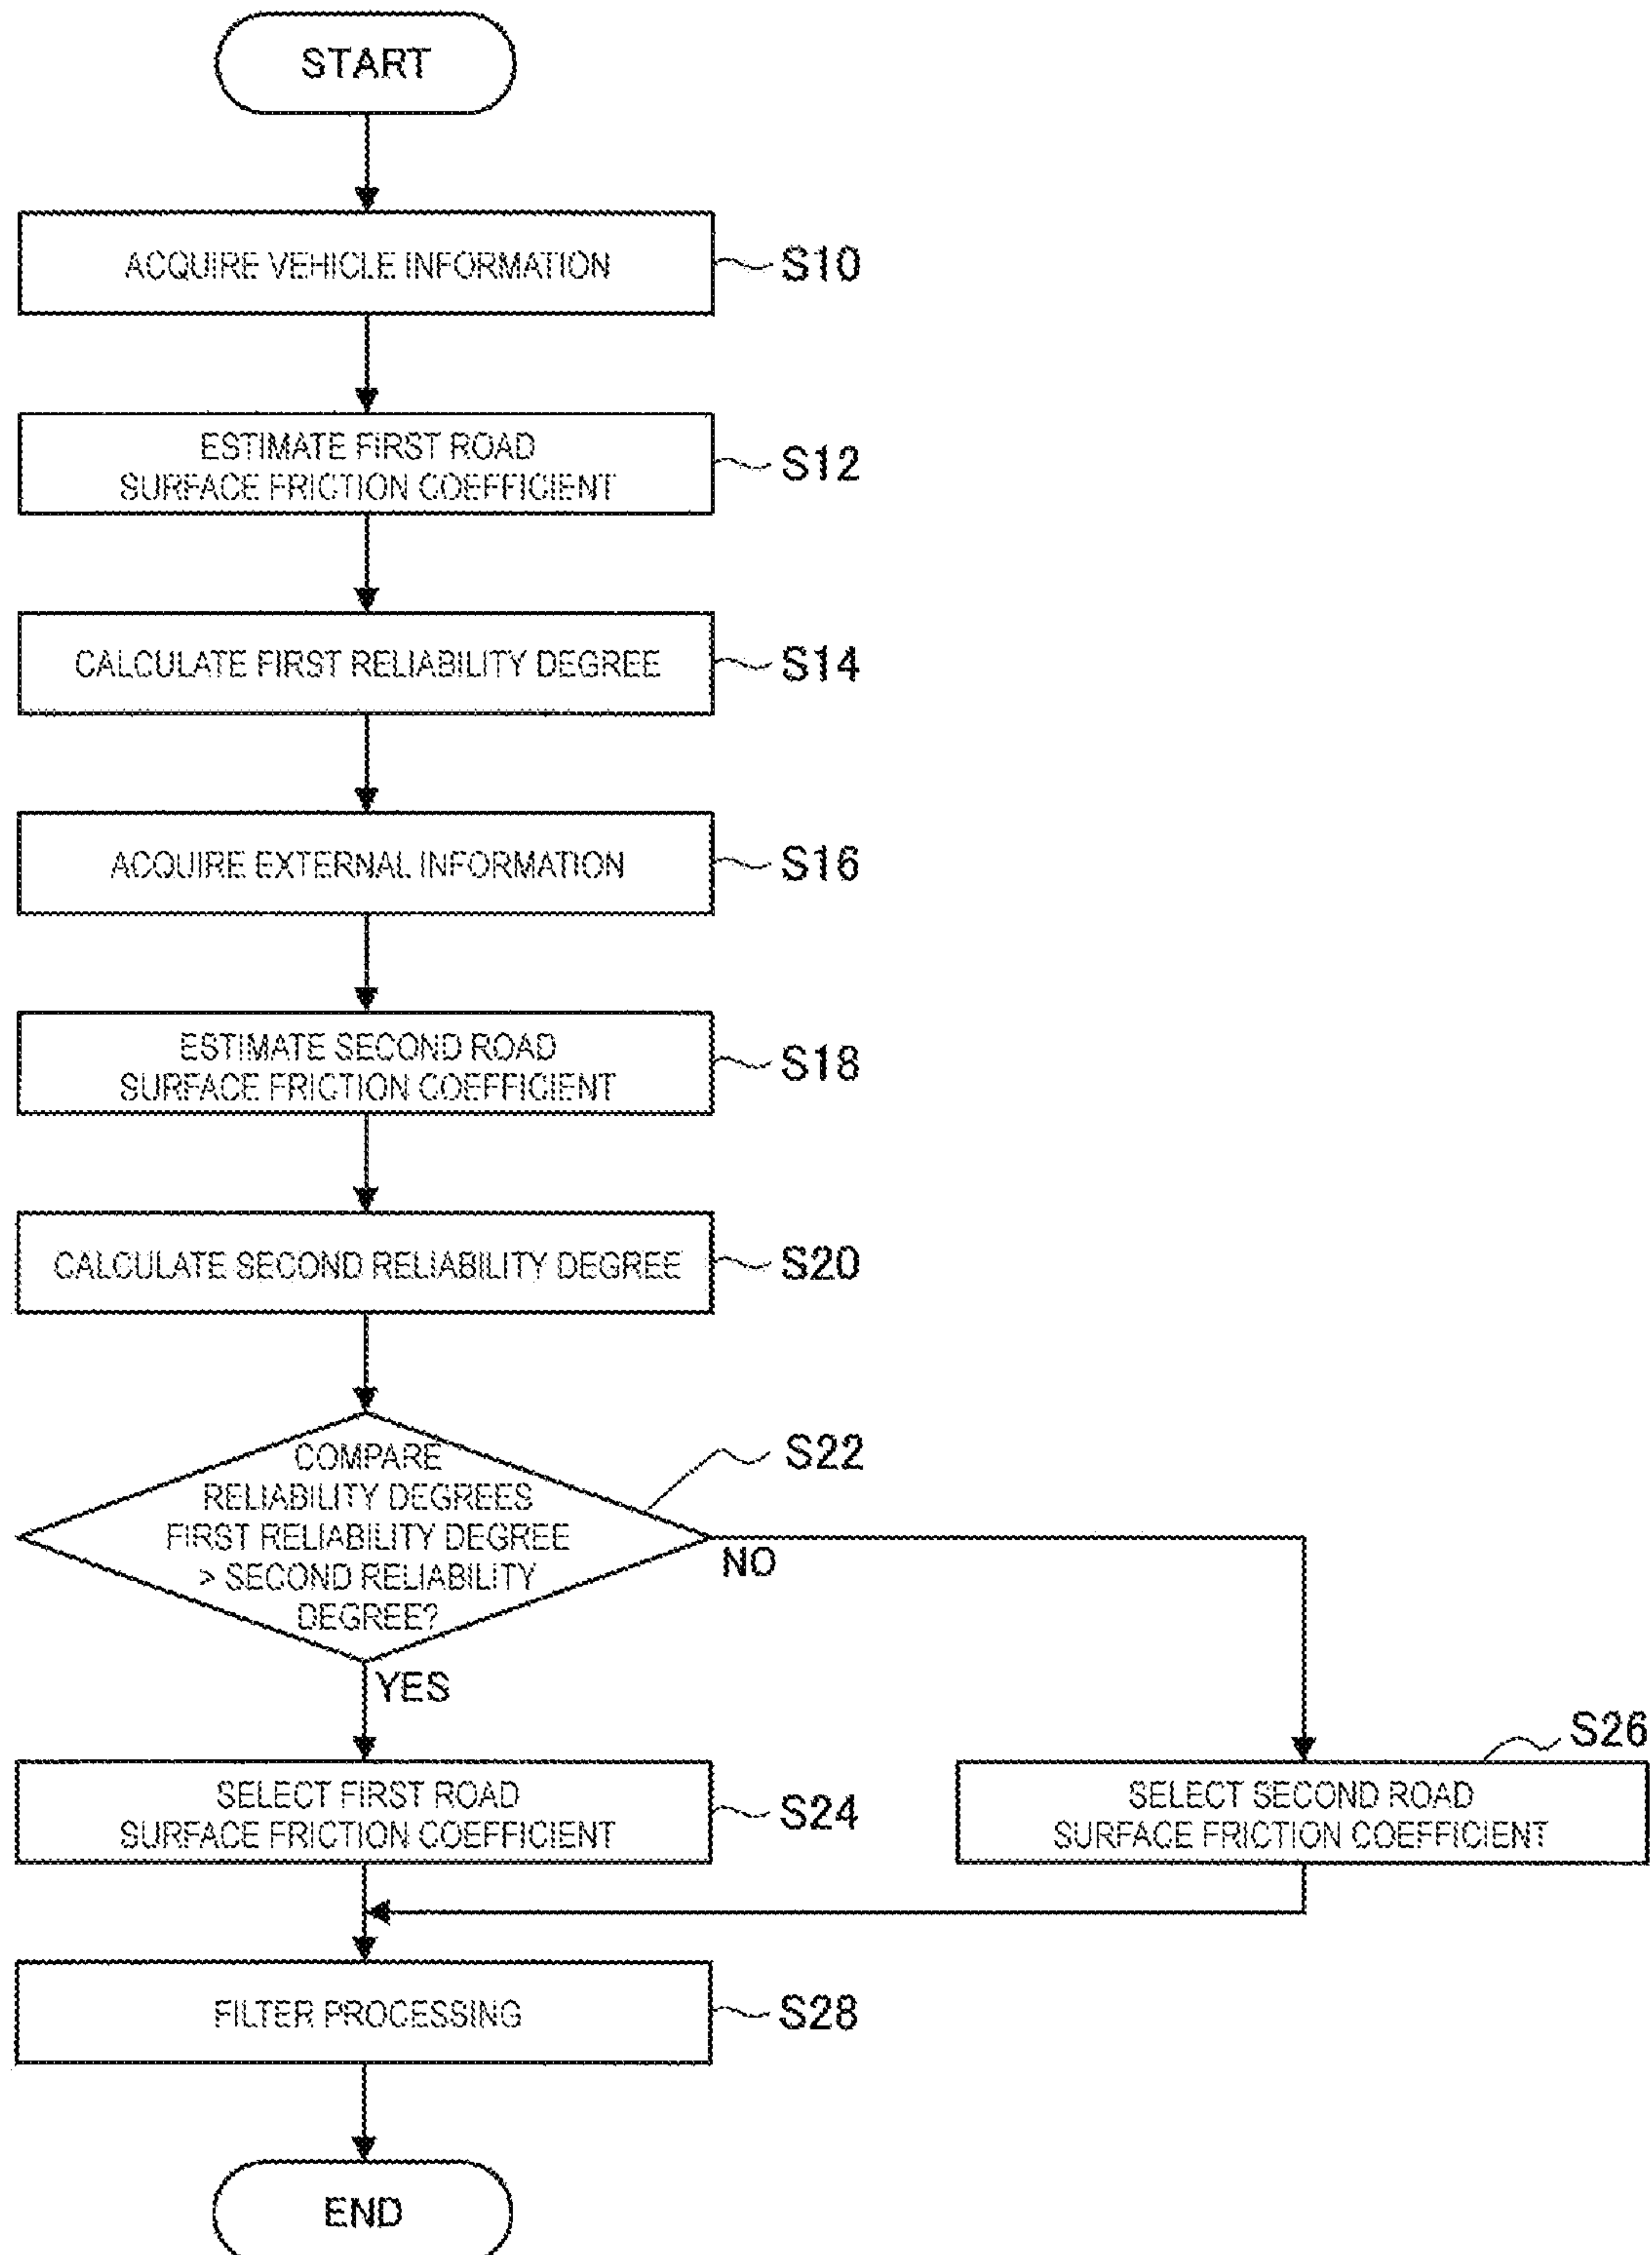 START
ACQUIRE VEHICLE INFORMATION
S10
ESTIMATE FIRST ROAD
SURFACE FRICTION COEFFICIENT
S12
CALCULATE FIRST RELIABILITY DEGREE
S14
ACQUIRE EXTERNAL INFORMATION
S16
ESTIMATE SECOND ROAD
SURFACE FRICTION COEFFICIENT
S18
CALCULATE SECOND RELIABILITY DEGREE
S20
COMPARE
RELIABILITY DEGREES
FIRST RELIABILITY DEGREE
> SECOND RELIABILITY
DEGREE?
S22
NO
YES
SELECT FIRST ROAD
SURFACE FRICTION COEFFICIENT
S24
SELECT SECOND ROAD
SURFACE FRICTION COEFFICIENT
S26
FILTER PROCESSING
S28
END